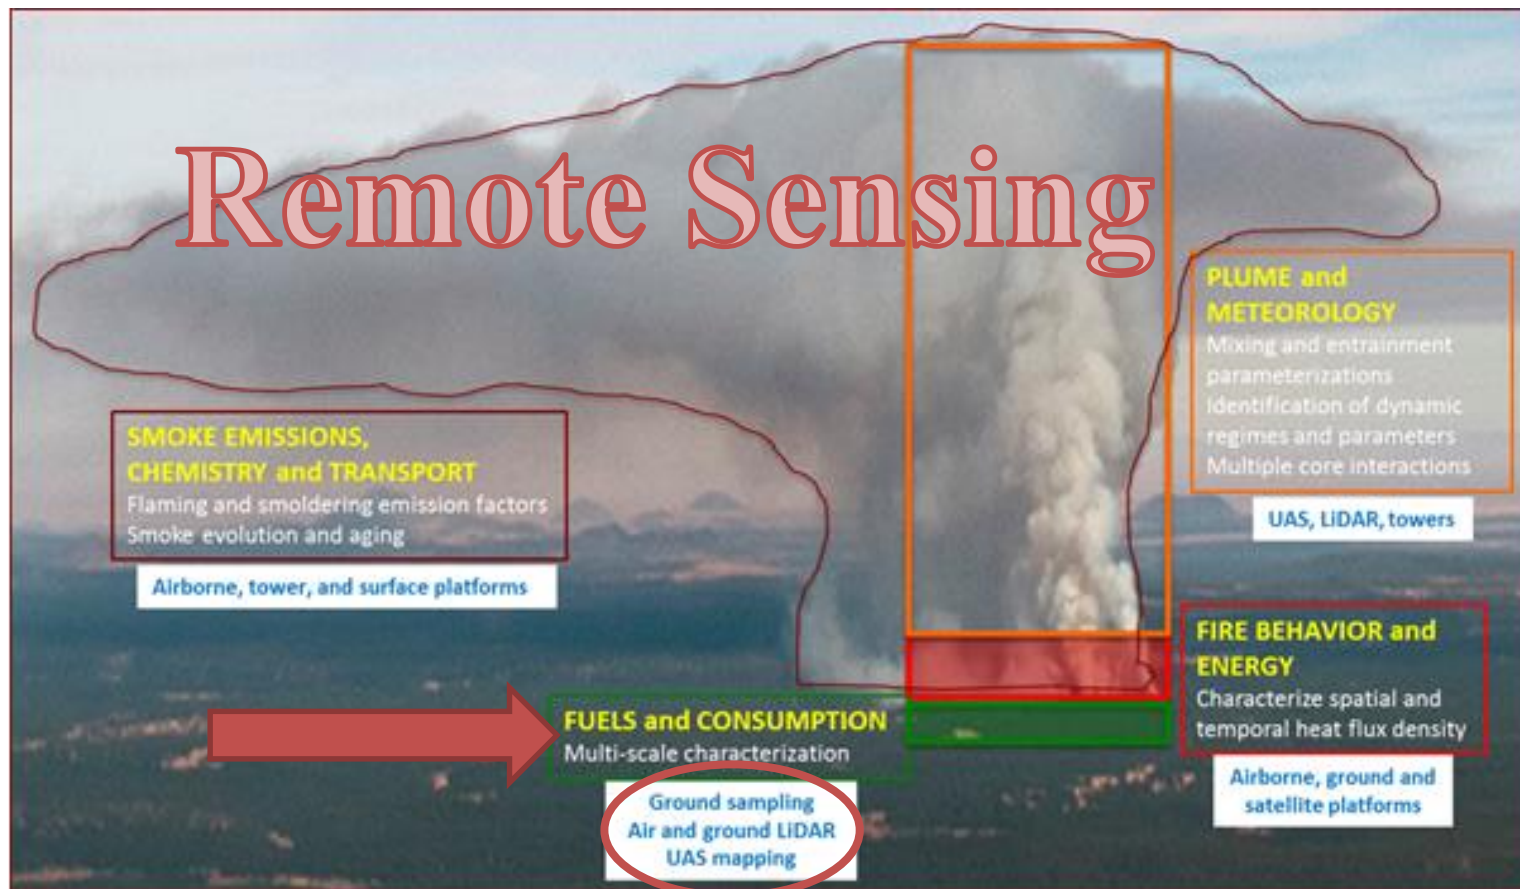 Remote Sensing
PLUME and
METEOROLOGY
Mixing and entrainment
parameterizations
Identification of dynamic
regimes and parameters
Multiple core interactions
UAS, LiDAR, towers
SMOKE EMISSIONS,
CHEMISTRY and TRANSPORT
Flaming and smoldering emission factors
Smoke evolution and aging
Airborne, tower, and surface platforms
FIRE BEHAVIOR and
ENERGY
Characterize spatial and
temporal heat flux density
Airborne, ground and
satellite platforms
FUELS and CONSUMPTION
Multi-scale characterization
Ground sampling
Air and ground LiDAR
UAS mapping